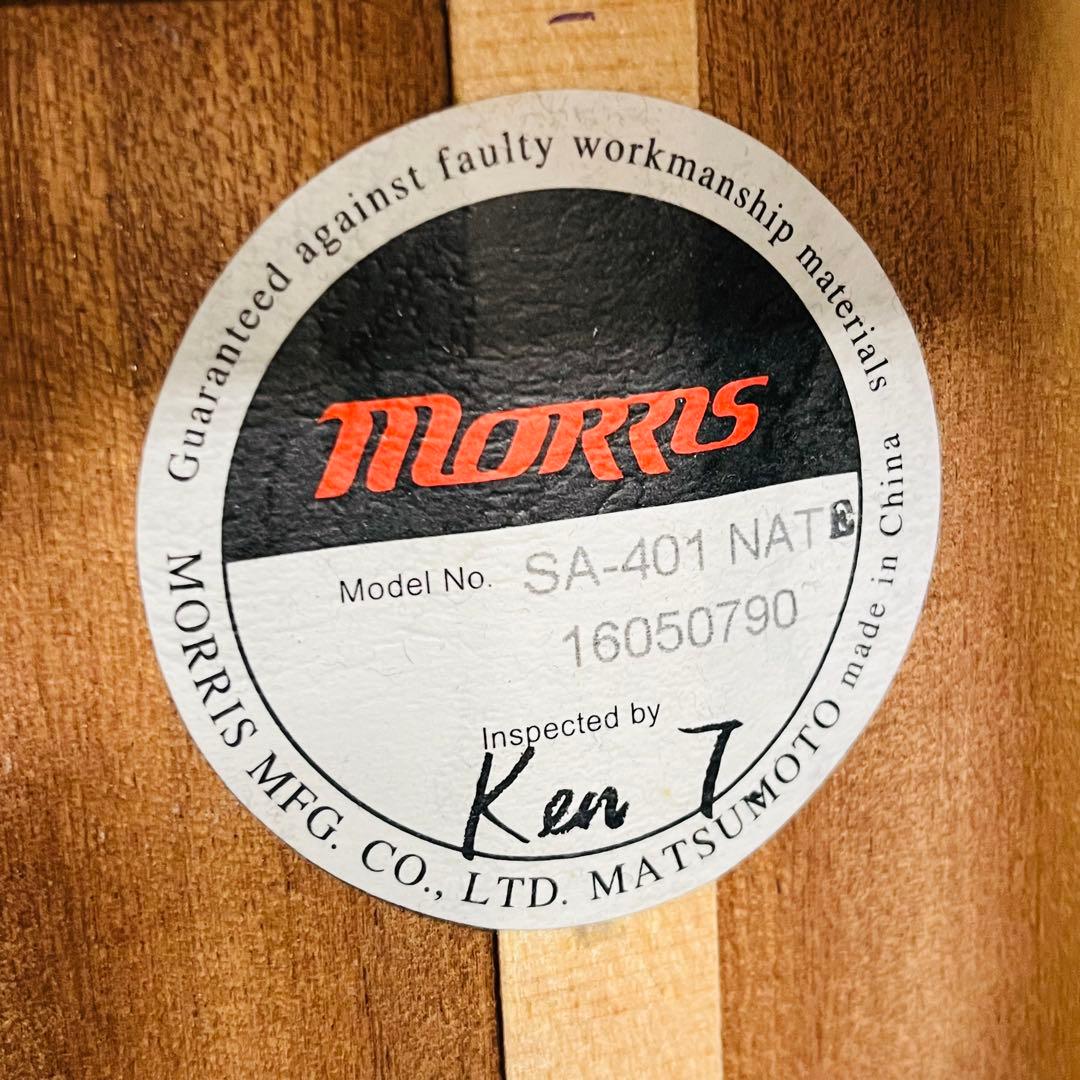 Guaranteed against faulty workmanship materials
Morris
Model No. SA-401 NAT E
16050790
Inspected by
Ken T.
MORRIS MFG. CO., LTD. MATSUMOTO made in China